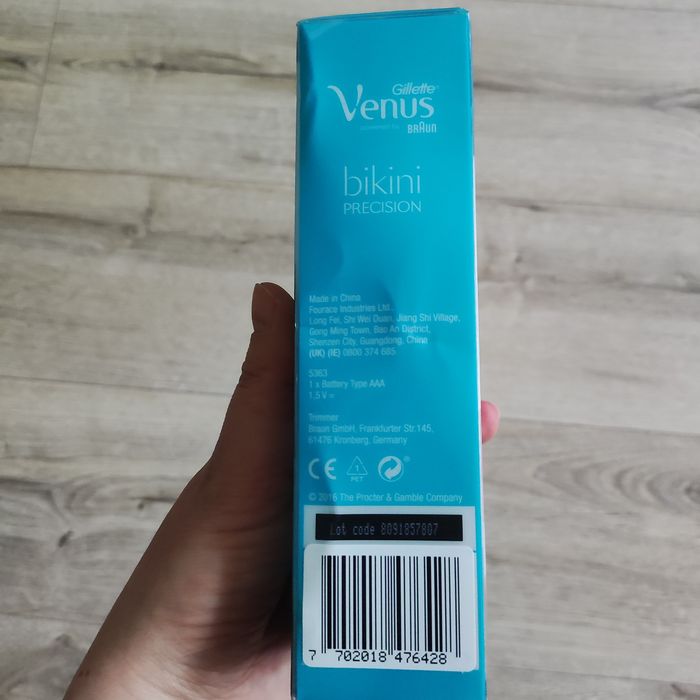 Gillette
Venus
powered by BRAUN
bikini
PRECISION
Made in China
Fourace Industries Ltd.,
Long Fei, Shi Wei Duan, Jiang Shi Village,
Gong Ming Town, Bao An District,
Shenzen City, Guangdong, China
(UK) (IE) 0800 374 685
5363
1 x Battery Type AAA
1.5 V
Trimmer
Braun GmbH, Frankfurter Str.145,
61476 Kronberg, Germany
CE
1
PET
© 2016 The Procter & Gamble Company
Lot code 8091857807
7 702018 476428